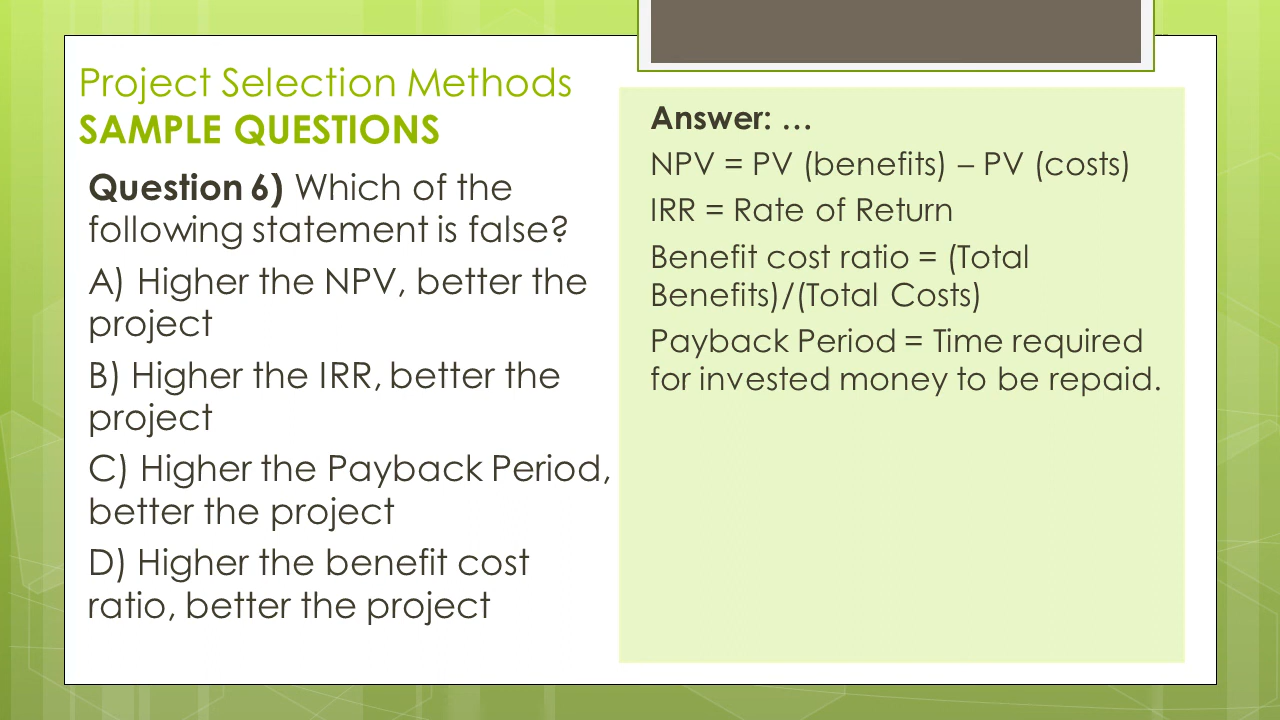 Project Selection Methods
SAMPLE QUESTIONS
Question 6) Which of the
following statement is false?
A) Higher the NPV, better the
project
B) Higher the IRR, better the
project
C) Higher the Payback Period,
better the project
D) Higher the benefit cost
ratio, better the project
Answer: …
NPV = PV (benefits) – PV (costs)
IRR = Rate of Return
Benefit cost ratio = (Total
Benefits)/(Total Costs)
Payback Period = Time required
for invested money to be repaid.